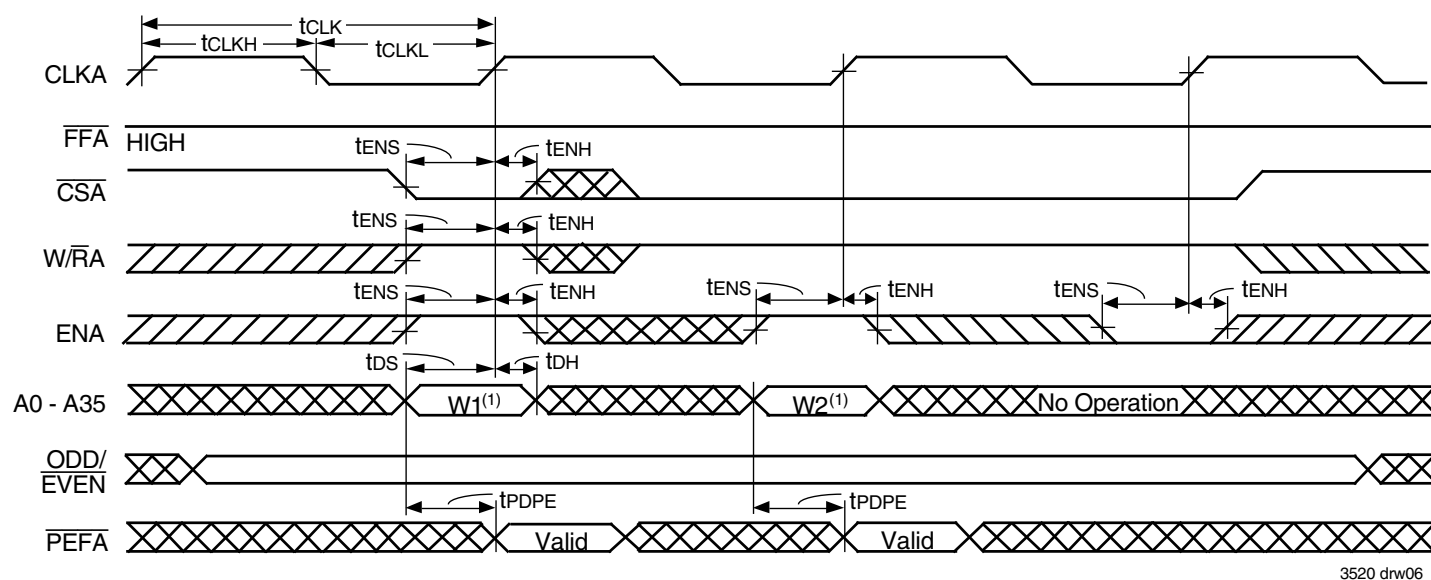 tCLK
tCLKH
tCLKL
CLKA
FFA
HIGH
tENS
tENH
CSA
tENS
tENH
W/RA
tENS
tENH
tENS
tENH
tENS
tENH
ENA
tDS
tDH
A0 - A35
W1(1)
W2(1)
No Operation
ODD/
EVEN
tPDPE
tPDPE
PEFA
Valid
Valid
3520 drw06